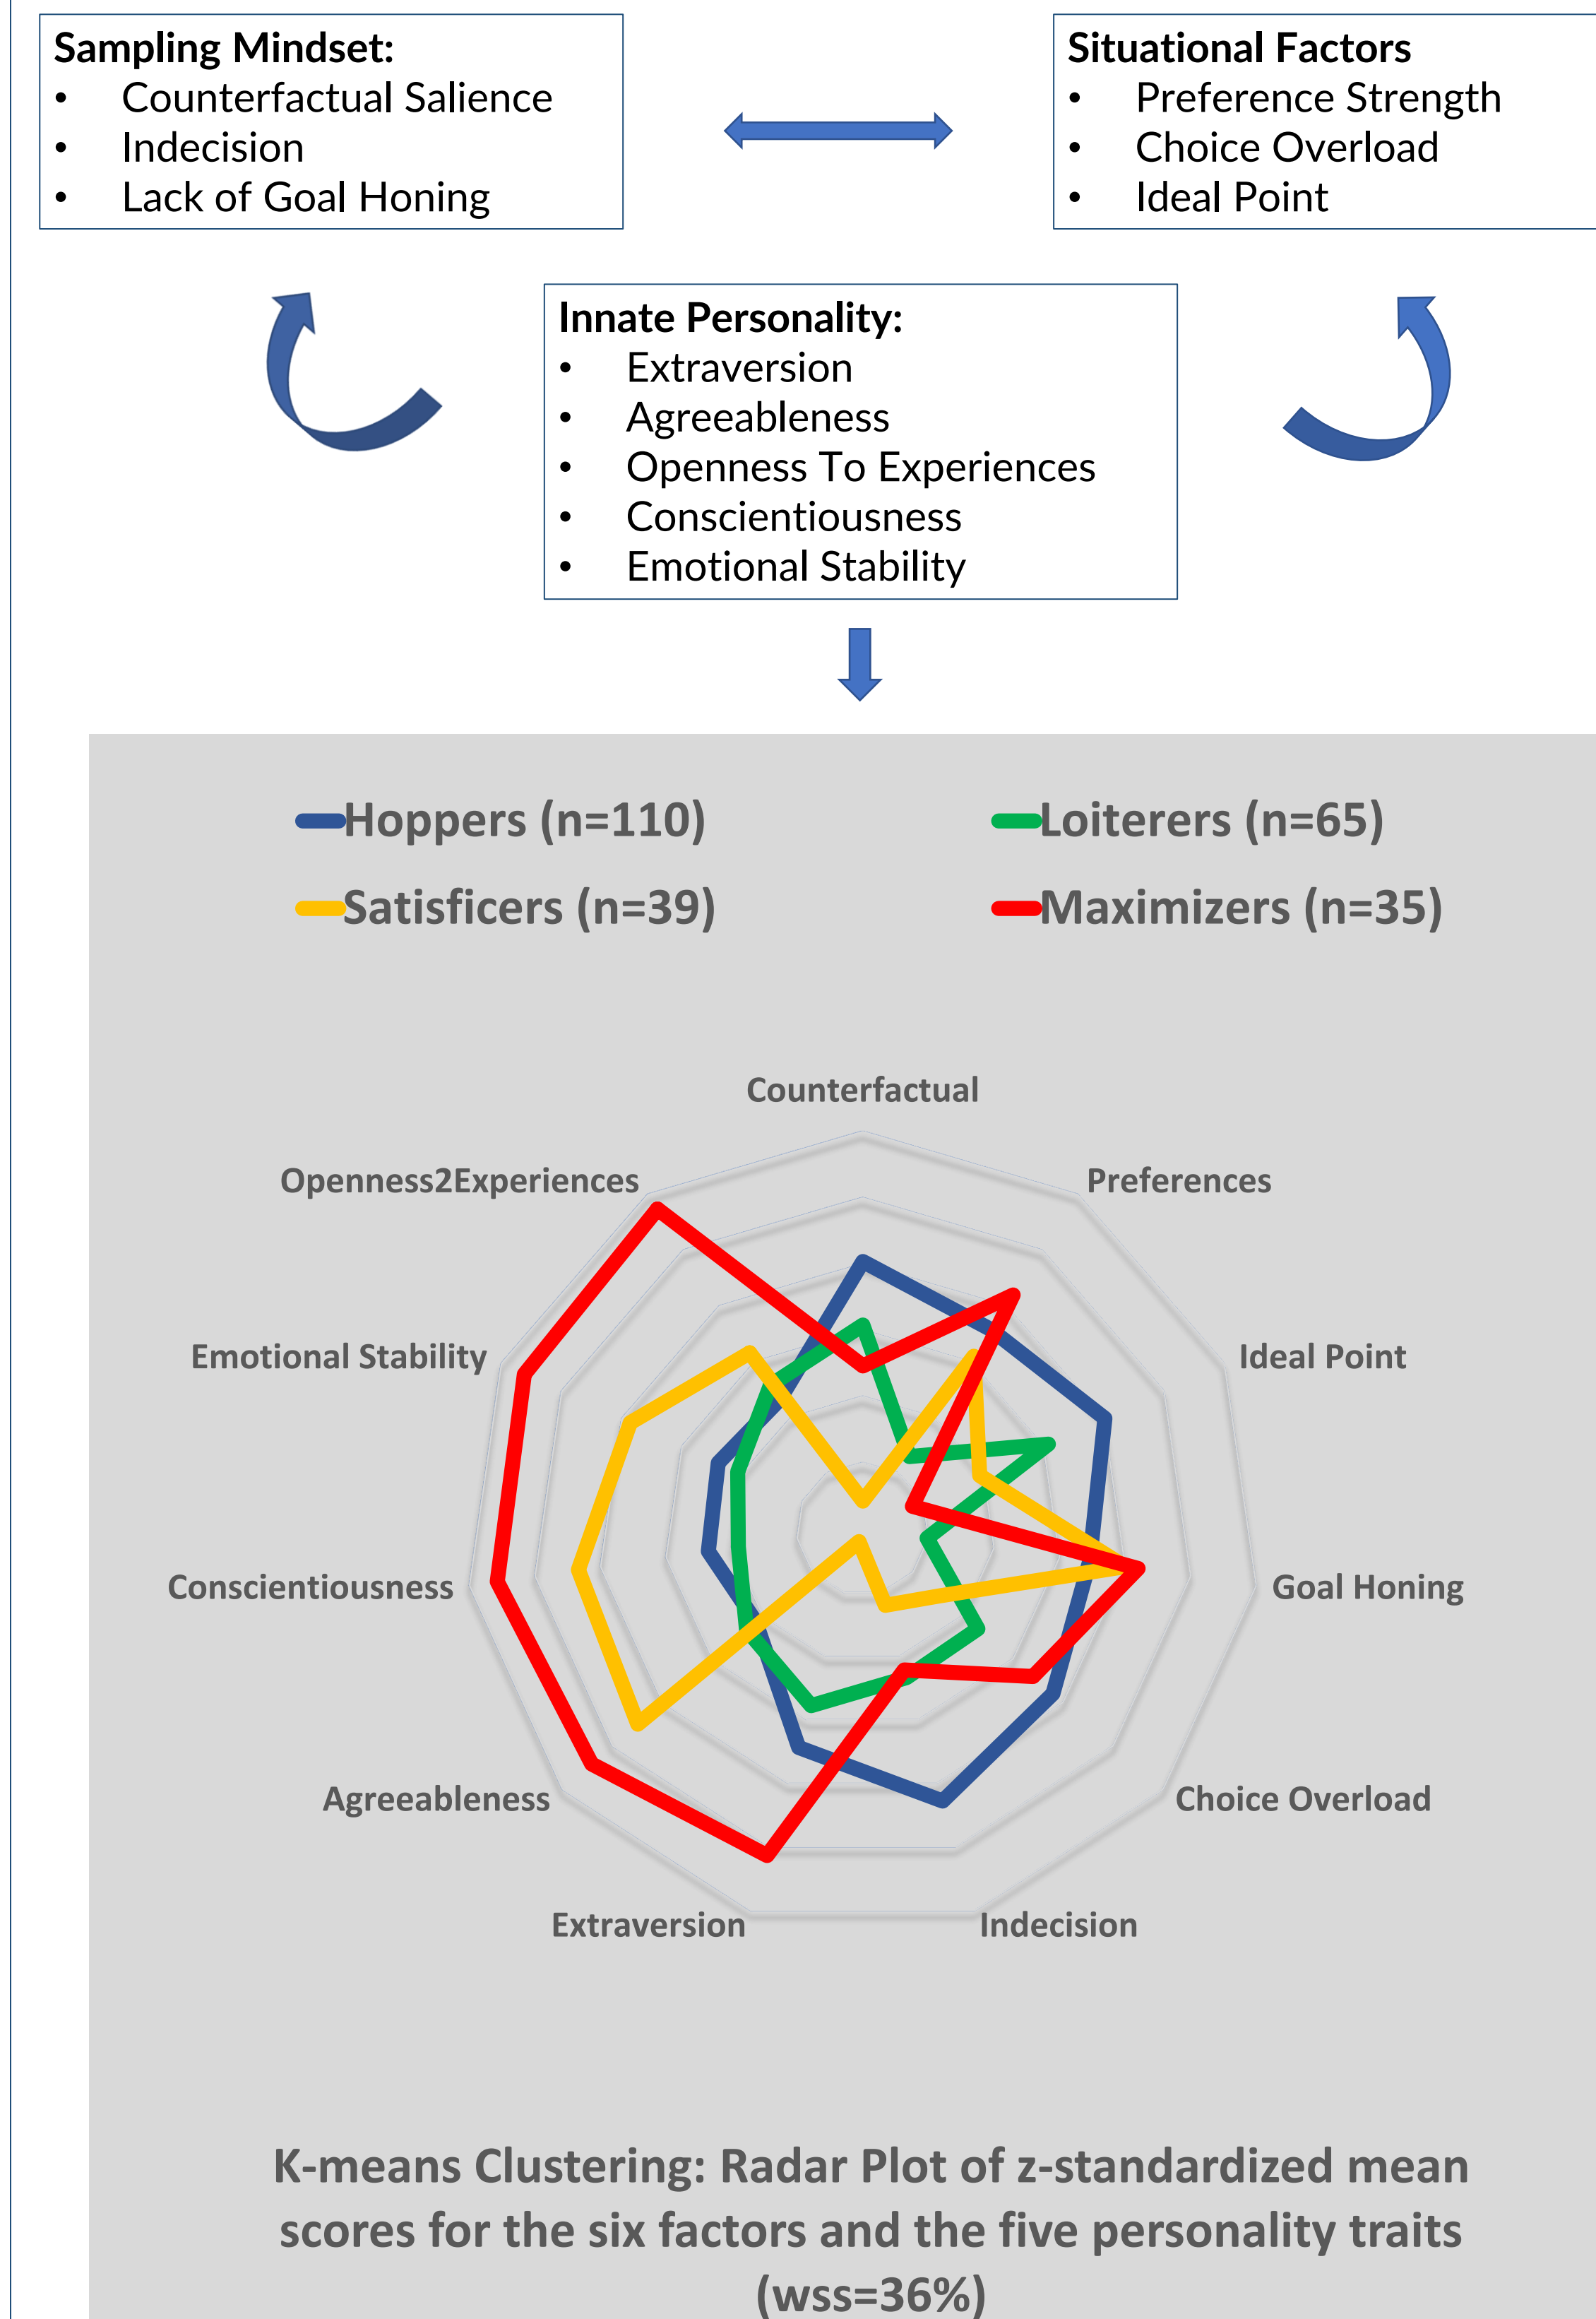 Sampling Mindset:
• Counterfactual Salience
• Indecision
• Lack of Goal Honing
Situational Factors
• Preference Strength
• Choice Overload
• Ideal Point
Innate Personality:
• Extraversion
• Agreeableness
• Openness To Experiences
• Conscientiousness
• Emotional Stability
Hoppers (n=110)
Loiterers (n=65)
Satisficers (n=39)
Maximizers (n=35)
Counterfactual
Preferences
Ideal Point
Goal Honing
Choice Overload
Indecision
Extraversion
Agreeableness
Conscientiousness
Emotional Stability
Openness2Experiences
K-means Clustering: Radar Plot of z-standardized mean
scores for the six factors and the five personality traits
(wss=36%)